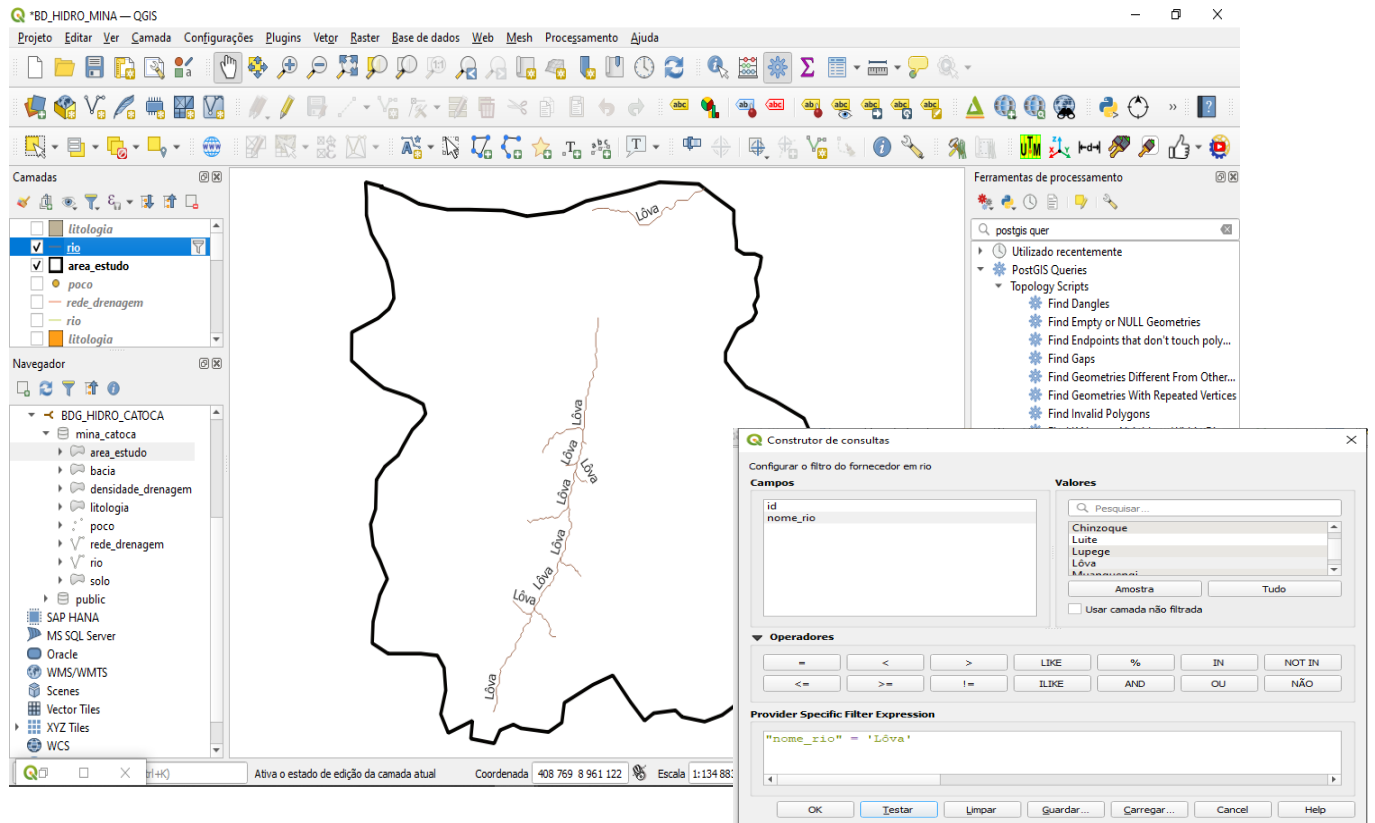 *BD_HIDRO_MINA — QGIS
Projeto Editar Ver Camada Configurações Plugins Vetor Raster Base de dados Web Mesh Processamento Ajuda
Camadas
litologia
rio
area_estudo
poco
rede_drenagem
rio
litologia
Navegador
BDG_HIDRO_CATOCA
mina_catoca
area_estudo
bacia
densidade_drenagem
litologia
poco
rede_drenagem
rio
solo
public
SAP HANA
MS SQL Server
Oracle
WMS/WMTS
Scenes
Vector Tiles
XYZ Tiles
WCS
Lôva
Lôva
Lôva
Lôva
Lôva
Lôva
Lôva
Lôva
Lôva
Ferramentas de processamento
postgis quer
Utilizado recentemente
PostGIS Queries
Topology Scripts
Find Dangles
Find Empty or NULL Geometries
Find Endpoints that don't touch poly...
Find Gaps
Find Geometries Different From Other...
Find Geometries With Repeated Vertices
Find Invalid Polygons
trl+K)
Ativa o estado de edição da camada atual
Coordenada 408 769 8 961 122
Escala 1:134 883
Construtor de consultas
Configurar o filtro do fornecedor em rio
Campos
id
nome_rio
Valores
Pesquisar...
Chinzoque
Luite
Lupege
Lôva
Amostra Tudo
Usar camada não filtrada
Operadores
= < > LIKE % IN NOT IN
<= >= != ILIKE AND OU NÃO
Provider Specific Filter Expression
"nome_rio" = 'Lôva'
OK Testar Limpar Guardar... Carregar... Cancel Help